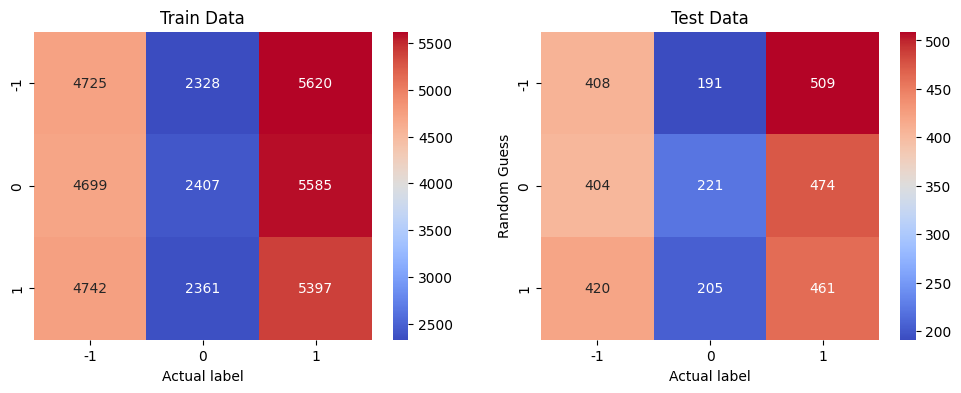 Train Data
-1
4725 2328 5620
0
4699 2407 5585
1
4742 2361 5397
-1 0 1
Actual label
5500
5000
4500
4000
3500
3000
2500
Test Data
Random Guess
-1
408 191 509
0
404 221 474
1
420 205 461
-1 0 1
Actual label
500
450
400
350
300
250
200